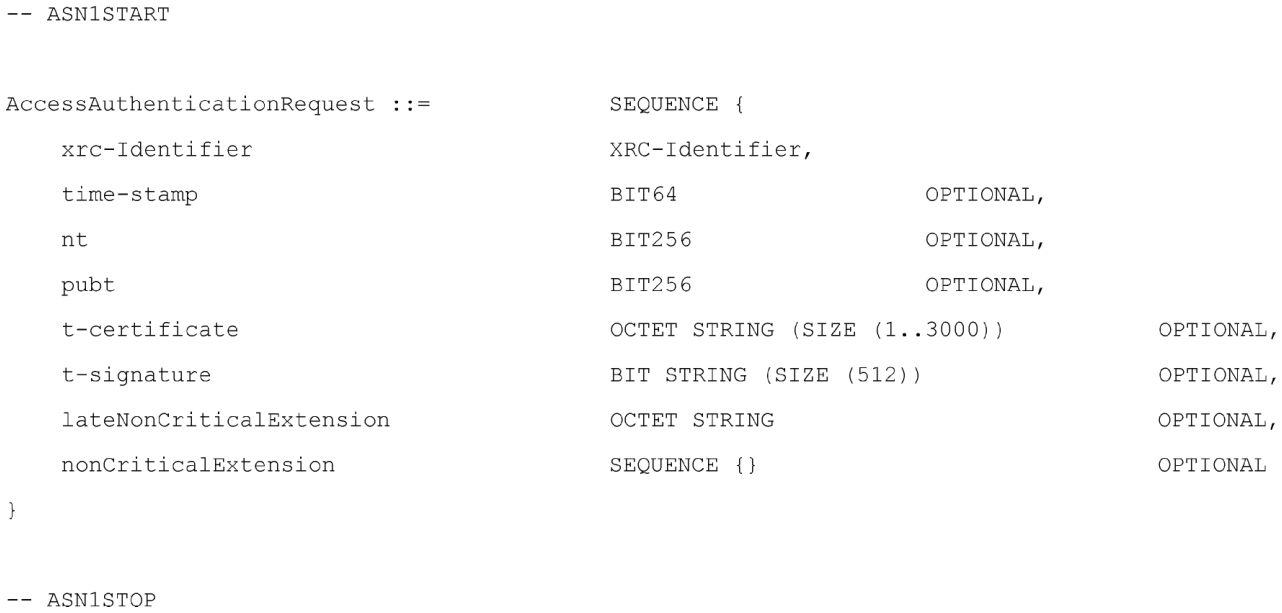 -- ASN1START
AccessAuthenticationRequest ::= SEQUENCE {
xrc-Identifier XRC-Identifier,
time-stamp BIT64 OPTIONAL,
nt BIT256 OPTIONAL,
pubt BIT256 OPTIONAL,
t-certificate OCTET STRING (SIZE (1..3000)) OPTIONAL,
t-signature BIT STRING (SIZE (512)) OPTIONAL,
lateNonCriticalExtension OCTET STRING OPTIONAL,
nonCriticalExtension SEQUENCE {} OPTIONAL
}
-- ASN1STOP